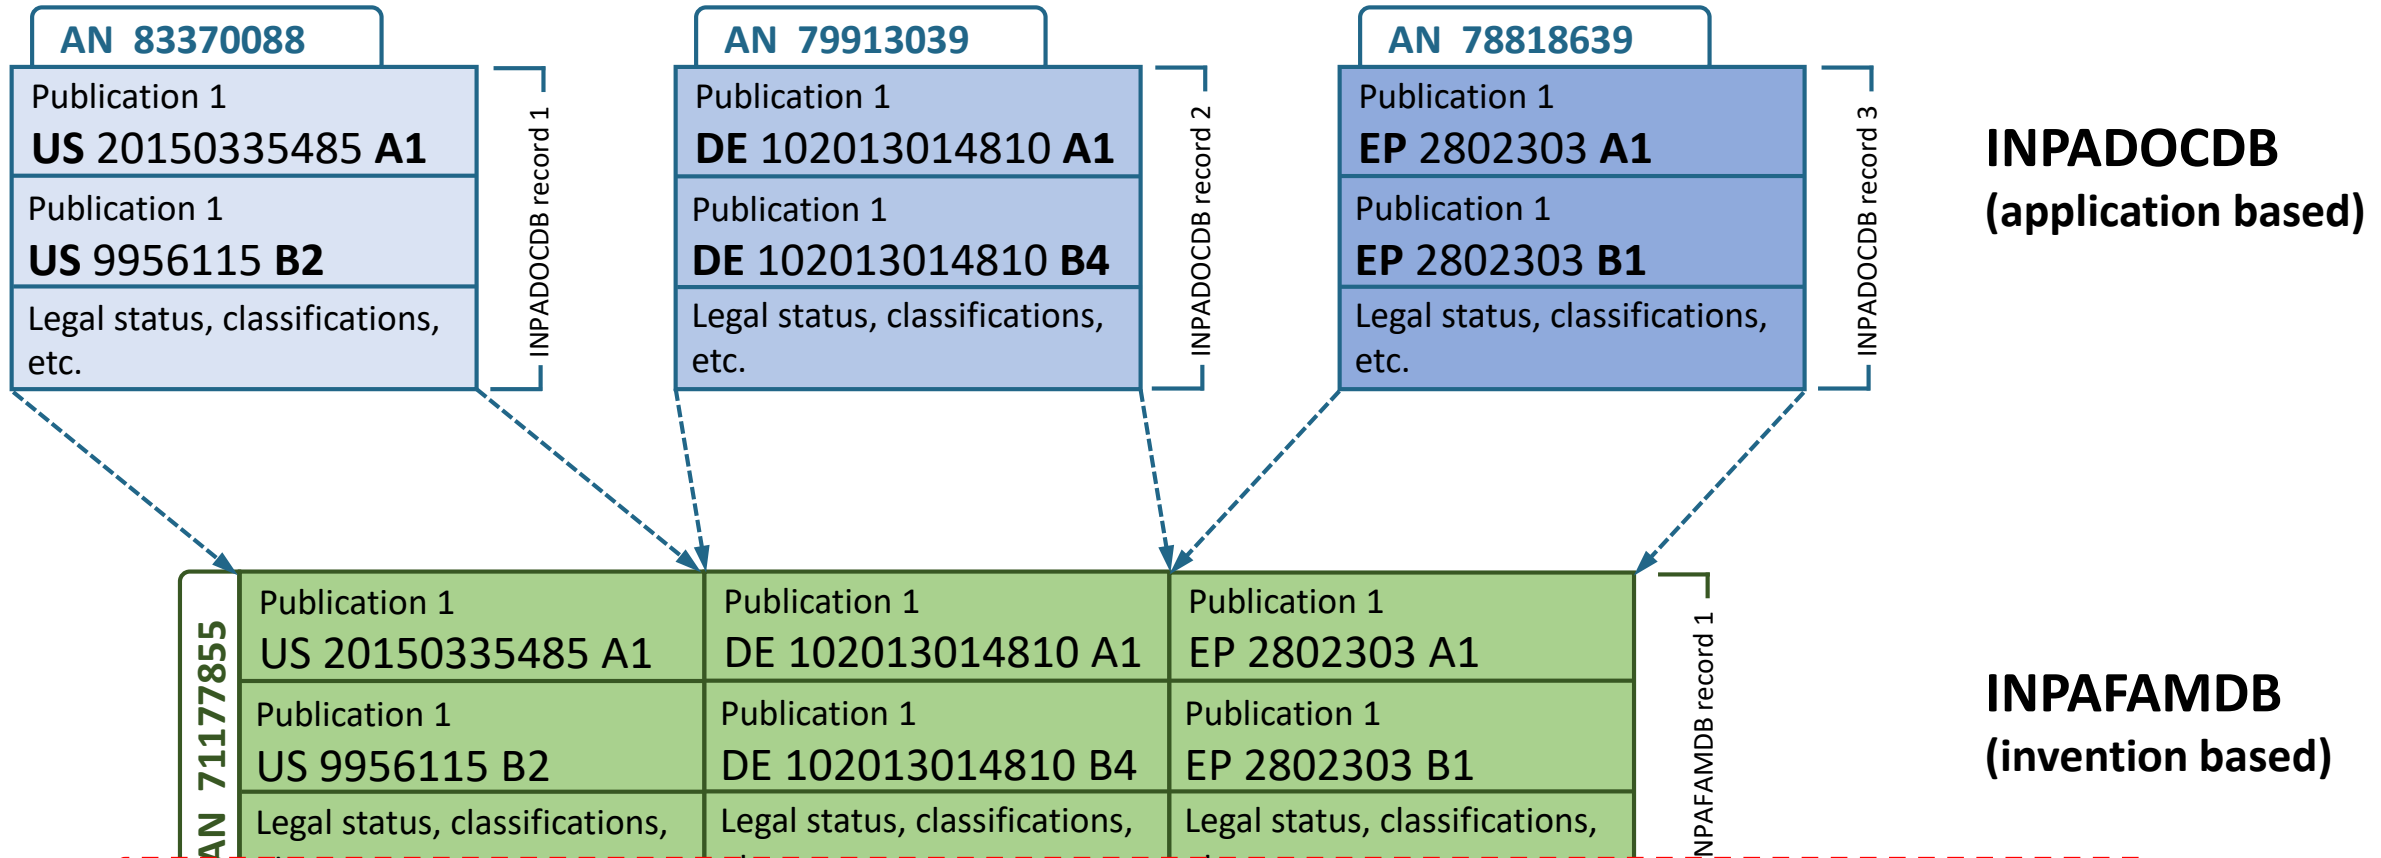 AN 83370088
Publication 1
US 20150335485 A1
Publication 1
US 9956115 B2
Legal status, classifications,
etc.
INPADOCDB record 1
AN 79913039
Publication 1
DE 102013014810 A1
Publication 1
DE 102013014810 B4
Legal status, classifications,
etc.
INPADOCDB record 2
AN 78818639
Publication 1
EP 2802303 A1
Publication 1
EP 2802303 B1
Legal status, classifications,
etc.
INPADOCDB record 3
INPADOCDB
(application based)
AN 71177855
Publication 1
US 20150335485 A1
Publication 1
US 9956115 B2
Legal status, classifications,
Publication 1
DE 102013014810 A1
Publication 1
DE 102013014810 B4
Legal status, classifications,
Publication 1
EP 2802303 A1
Publication 1
EP 2802303 B1
Legal status, classifications,
NPAFAMDB record 1
INPAFAMDB
(invention based)